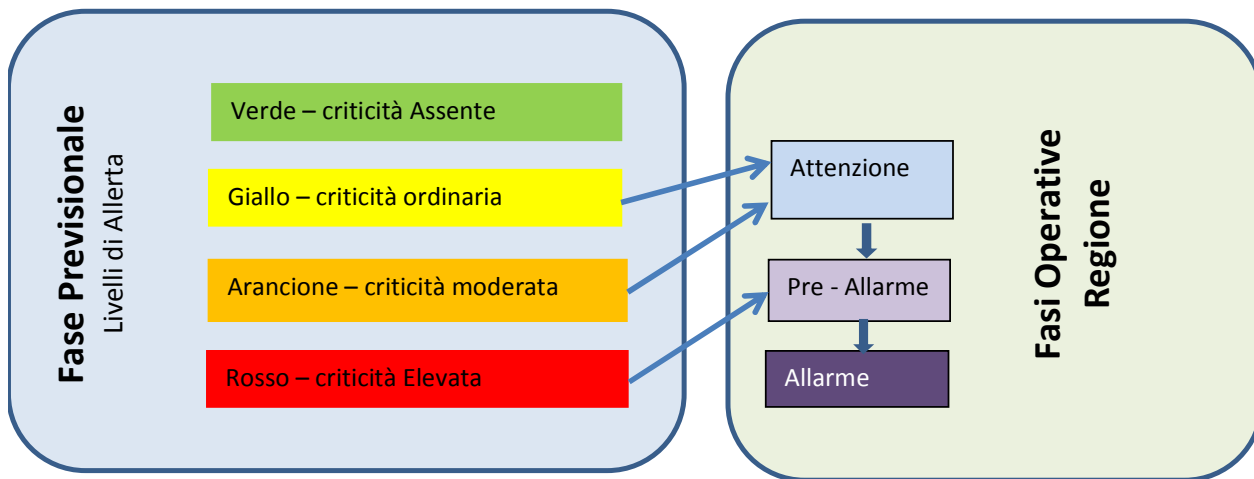 Fase Previsionale
Livelli di Allerta
Verde – criticità Assente
Giallo – criticità ordinaria
Arancione – criticità moderata
Rosso – criticità Elevata
Attenzione
Pre - Allarme
Allarme
Fasi Operative
Regione